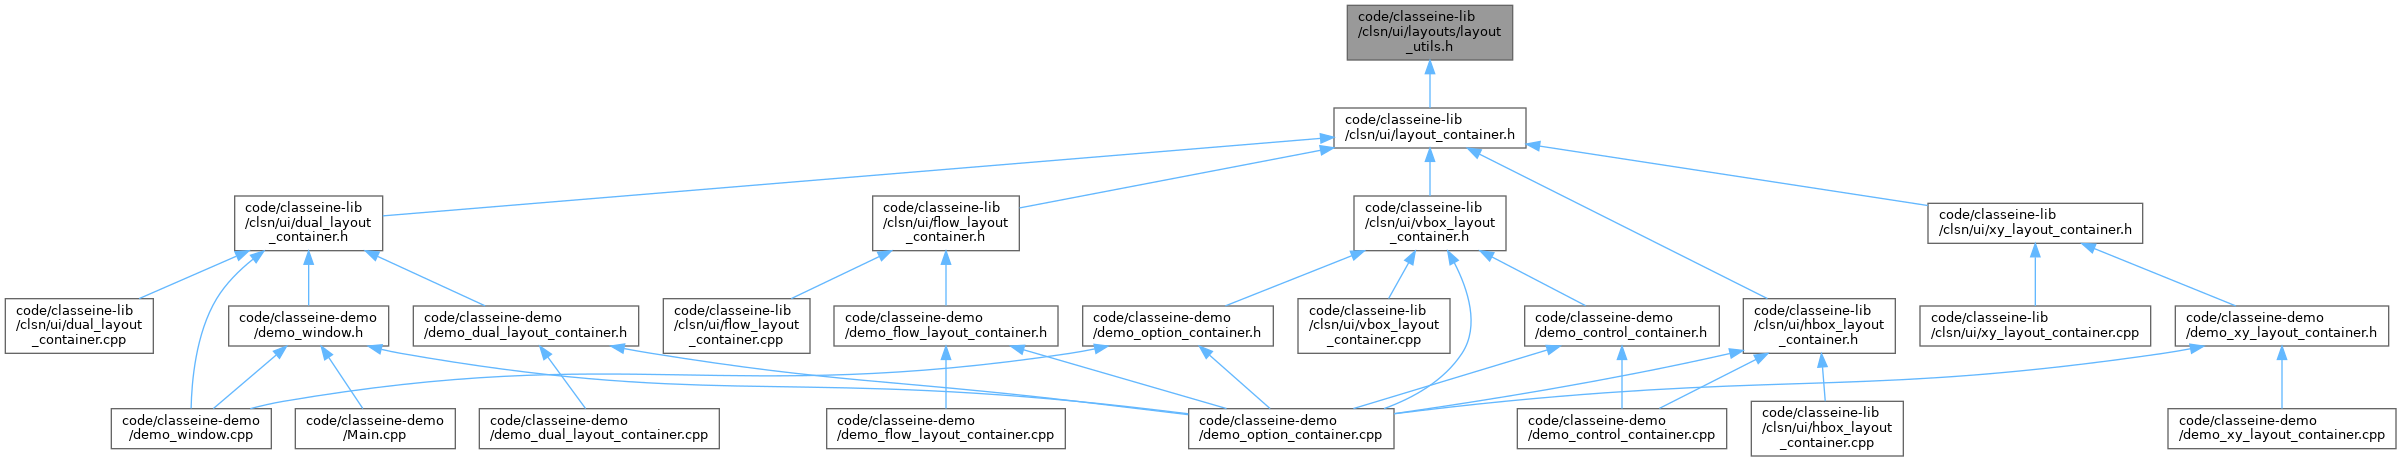 code/classeine-lib
/clsn/ui/layouts/layout
_utils.h
code/classeine-lib
/clsn/ui/layout_container.h
code/classeine-lib
/clsn/ui/dual_layout
_container.h
code/classeine-lib
/clsn/ui/flow_layout
_container.h
code/classeine-lib
/clsn/ui/vbox_layout
_container.h
code/classeine-lib
/clsn/ui/xy_layout_container.h
code/classeine-lib
/clsn/ui/dual_layout
_container.cpp
code/classeine-demo
/demo_window.h
code/classeine-demo
/demo_dual_layout_container.h
code/classeine-lib
/clsn/ui/flow_layout
_container.cpp
code/classeine-demo
/demo_flow_layout_container.h
code/classeine-demo
/demo_option_container.h
code/classeine-lib
/clsn/ui/vbox_layout
_container.cpp
code/classeine-demo
/demo_control_container.h
code/classeine-lib
/clsn/ui/hbox_layout
_container.h
code/classeine-lib
/clsn/ui/xy_layout_container.cpp
code/classeine-demo
/demo_xy_layout_container.h
code/classeine-demo
/demo_window.cpp
code/classeine-demo
/Main.cpp
code/classeine-demo
/demo_dual_layout_container.cpp
code/classeine-demo
/demo_flow_layout_container.cpp
code/classeine-demo
/demo_option_container.cpp
code/classeine-demo
/demo_control_container.cpp
code/classeine-lib
/clsn/ui/hbox_layout
_container.cpp
code/classeine-demo
/demo_xy_layout_container.cpp